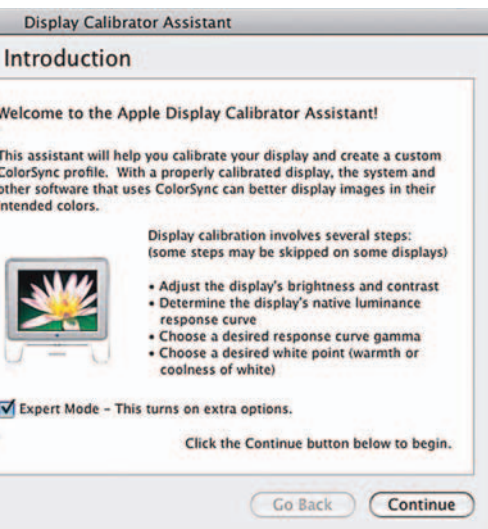 Display Calibrator Assistant
Introduction
Welcome to the Apple Display Calibrator Assistant!
This assistant will help you calibrate your display and create a custom
ColorSync profile. With a properly calibrated display, the system and
other software that uses ColorSync can better display images in their
intended colors.
Display calibration involves several steps:
(some steps may be skipped on some displays)
• Adjust the display's brightness and contrast
• Determine the display's native luminance
response curve
• Choose a desired response curve gamma
• Choose a desired white point (warmth or
coolness of white)
Expert Mode – This turns on extra options.
Click the Continue button below to begin.
Go Back
Continue